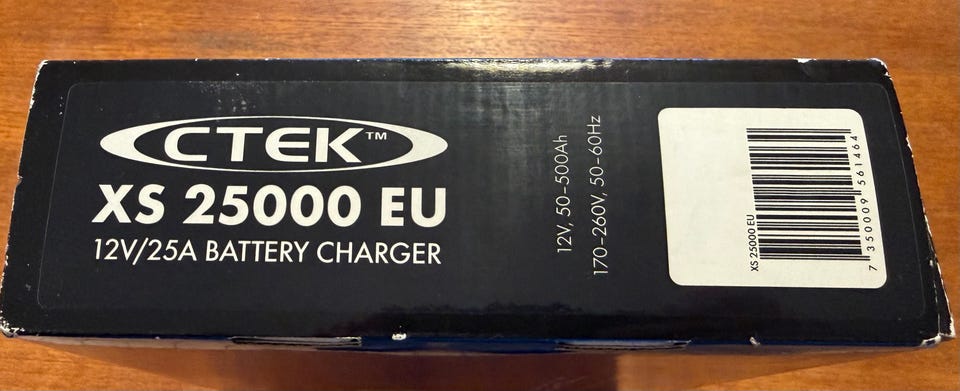 CTEK™
XS 25000 EU
12V/25A BATTERY CHARGER
12V, 50–500Ah
170–260V, 50–60Hz
XS 25000 EU
7 350009 561464